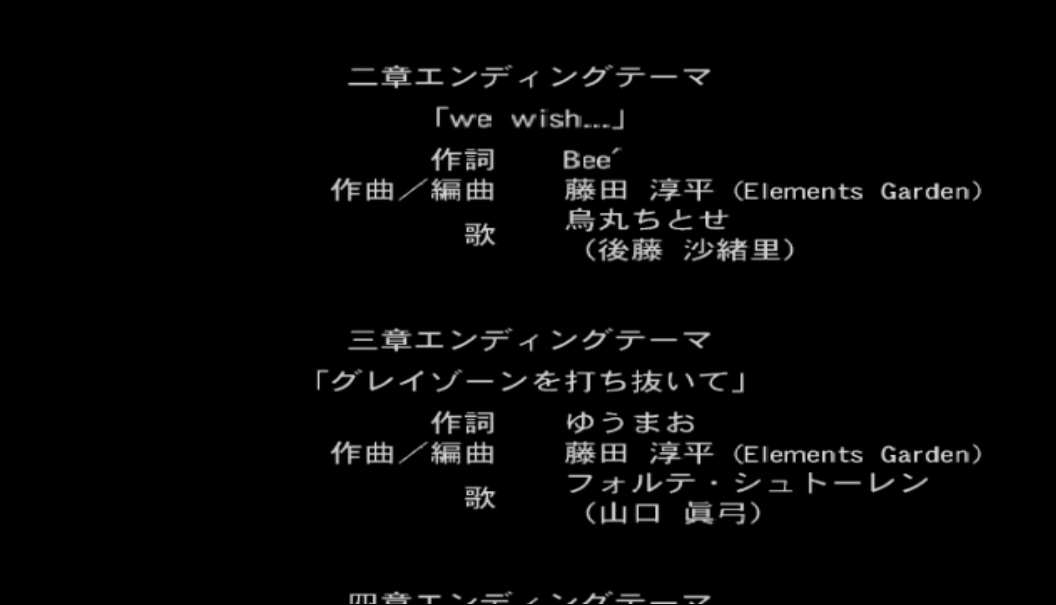 二章エンディングテーマ
「we wish...」
作詞 Bee´
作曲／編曲 藤田 淳平 (Elements Garden)
歌 烏丸ちとせ
(後藤 沙緒里)
三章エンディングテーマ
「グレイゾーンを打ち抜いて」
作詞 ゆうまお
作曲／編曲 藤田 淳平 (Elements Garden)
歌 フォルテ・シュトーレン
(山口 眞弓)
四章エンディングテーマ